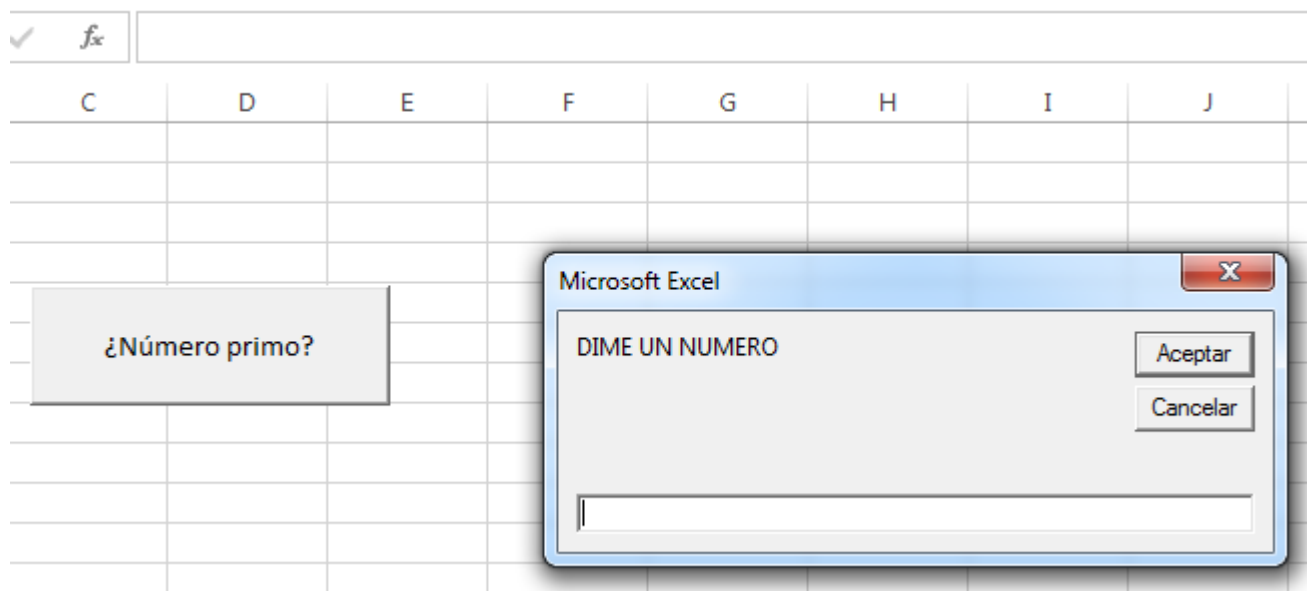 fx
C D E F G H I J
Microsoft Excel
¿Número primo?
DIME UN NUMERO
Aceptar
Cancelar